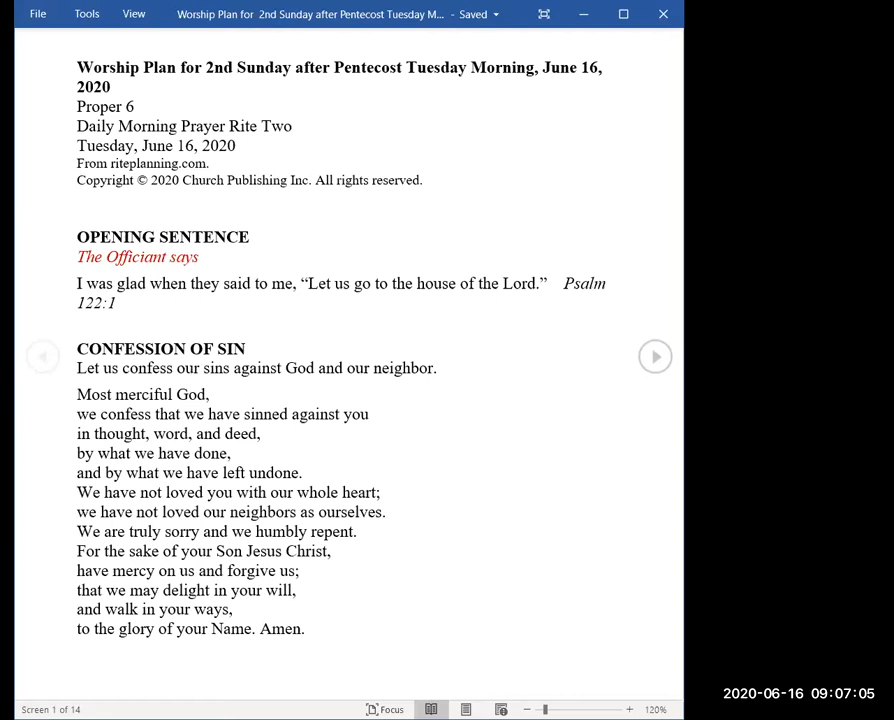 File Tools View Worship Plan for 2nd Sunday after Pentecost Tuesday M... - Saved
Worship Plan for 2nd Sunday after Pentecost Tuesday Morning, June 16,
2020
Proper 6
Daily Morning Prayer Rite Two
Tuesday, June 16, 2020
From riteplanning.com.
Copyright © 2020 Church Publishing Inc. All rights reserved.
OPENING SENTENCE
The Officiant says
I was glad when they said to me, “Let us go to the house of the Lord.” Psalm
122:1
CONFESSION OF SIN
Let us confess our sins against God and our neighbor.
Most merciful God,
we confess that we have sinned against you
in thought, word, and deed,
by what we have done,
and by what we have left undone.
We have not loved you with our whole heart;
we have not loved our neighbors as ourselves.
We are truly sorry and we humbly repent.
For the sake of your Son Jesus Christ,
have mercy on us and forgive us;
that we may delight in your will,
and walk in your ways,
to the glory of your Name. Amen.
2020-06-16 09:07:05
Screen 1 of 14 Focus 120%